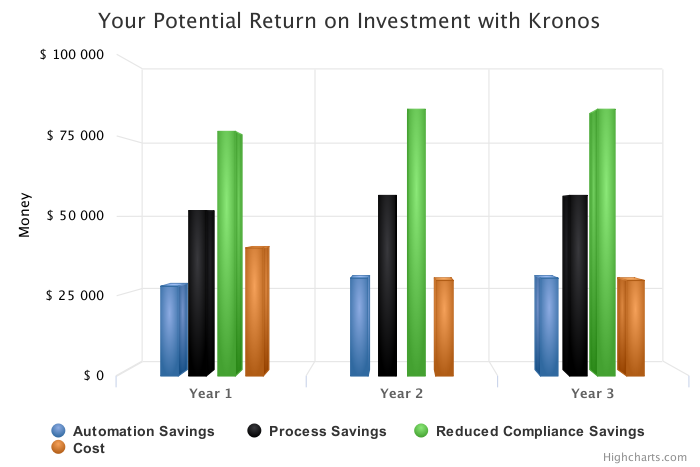 Your Potential Return on Investment with Kronos
$ 100 000
$ 75 000
$ 50 000
$ 25 000
$ 0
Money
Year 1
Year 2
Year 3
Automation Savings
Process Savings
Reduced Compliance Savings
Cost
Highcharts.com